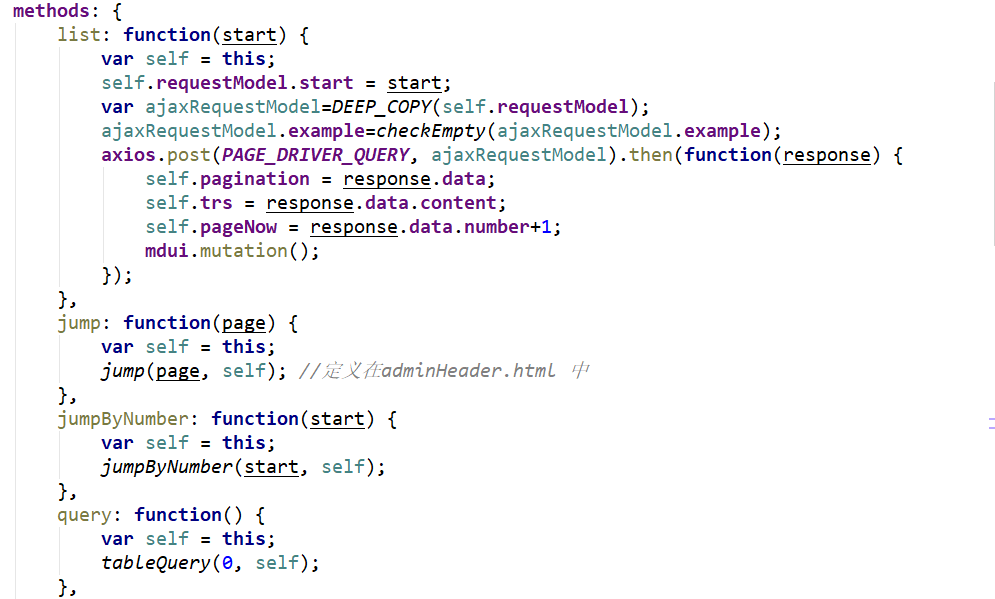 methods: {
list: function(start) {
var self = this;
self.requestModel.start = start;
var ajaxRequestModel=DEEP_COPY(self.requestModel);
ajaxRequestModel.example=checkEmpty(ajaxRequestModel.example);
axios.post(PAGE_DRIVER_QUERY, ajaxRequestModel).then(function(response) {
self.pagination = response.data;
self.trs = response.data.content;
self.pageNow = response.data.number+1;
mdui.mutation();
});
},
jump: function(page) {
var self = this;
jump(page, self); //定义在adminHeader.html 中
},
jumpByNumber: function(start) {
var self = this;
jumpByNumber(start, self);
},
query: function() {
var self = this;
tableQuery(0, self);
},